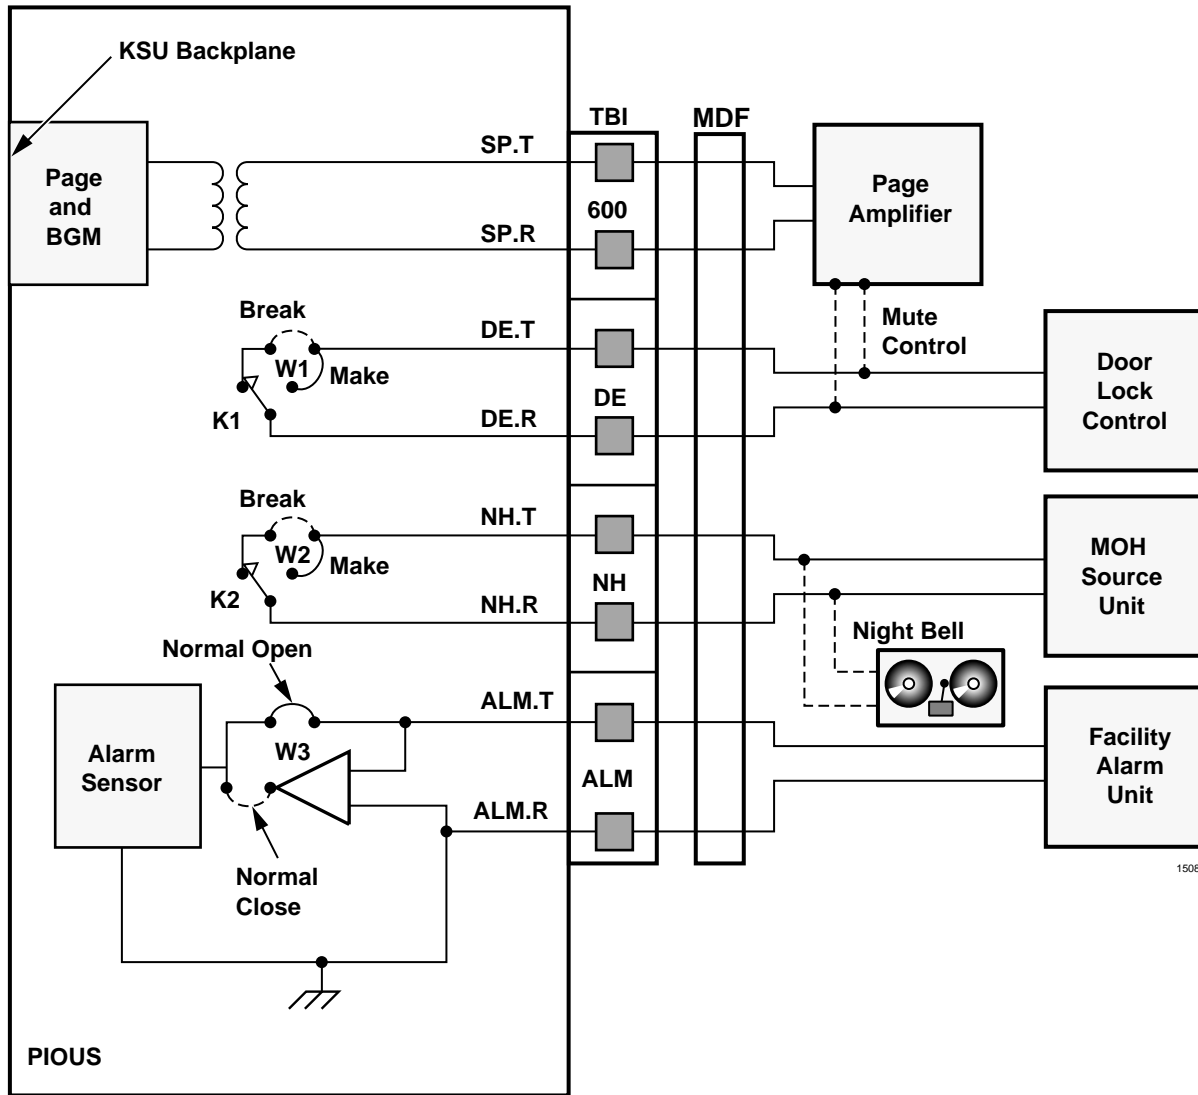 KSU Backplane
TBI
MDF
SP.T
Page
and
BGM
600
SP.R
Page
Amplifier
Break
DE.T
W1
Make
DE
K1
DE.R
Mute
Control
Door
Lock
Control
Break
NH.T
W2
Make
NH
K2
NH.R
MOH
Source
Unit
Night Bell
Normal Open
ALM.T
Alarm
Sensor
W3
ALM
ALM.R
Facility
Alarm
Unit
Normal
Close
1508
PIOUS